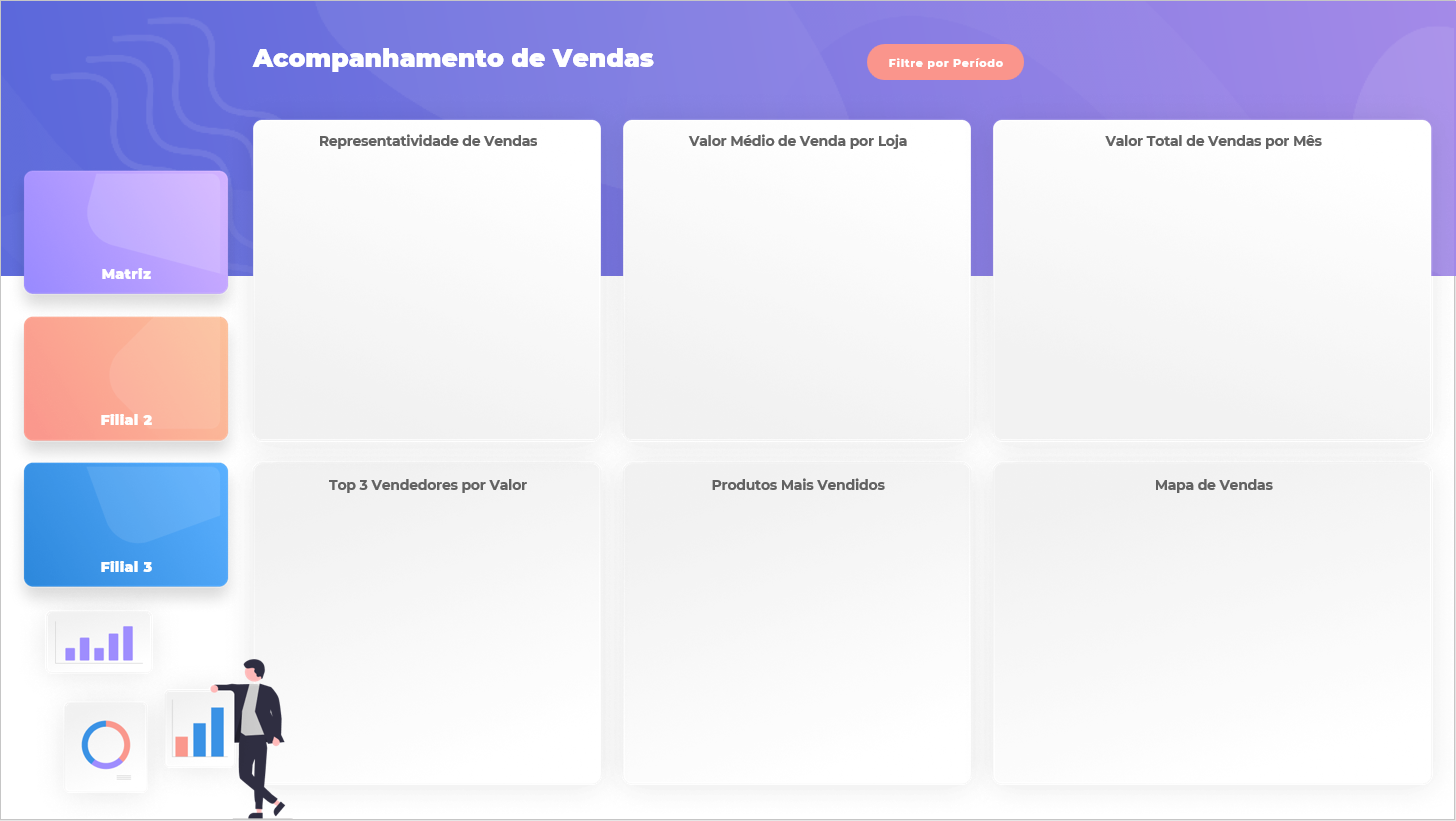 Acompanhamento de Vendas
Filtre por Período
Representatividade de Vendas
Valor Médio de Venda por Loja
Valor Total de Vendas por Mês
Matriz
Filial 2
Filial 3
Top 3 Vendedores por Valor
Produtos Mais Vendidos
Mapa de Vendas